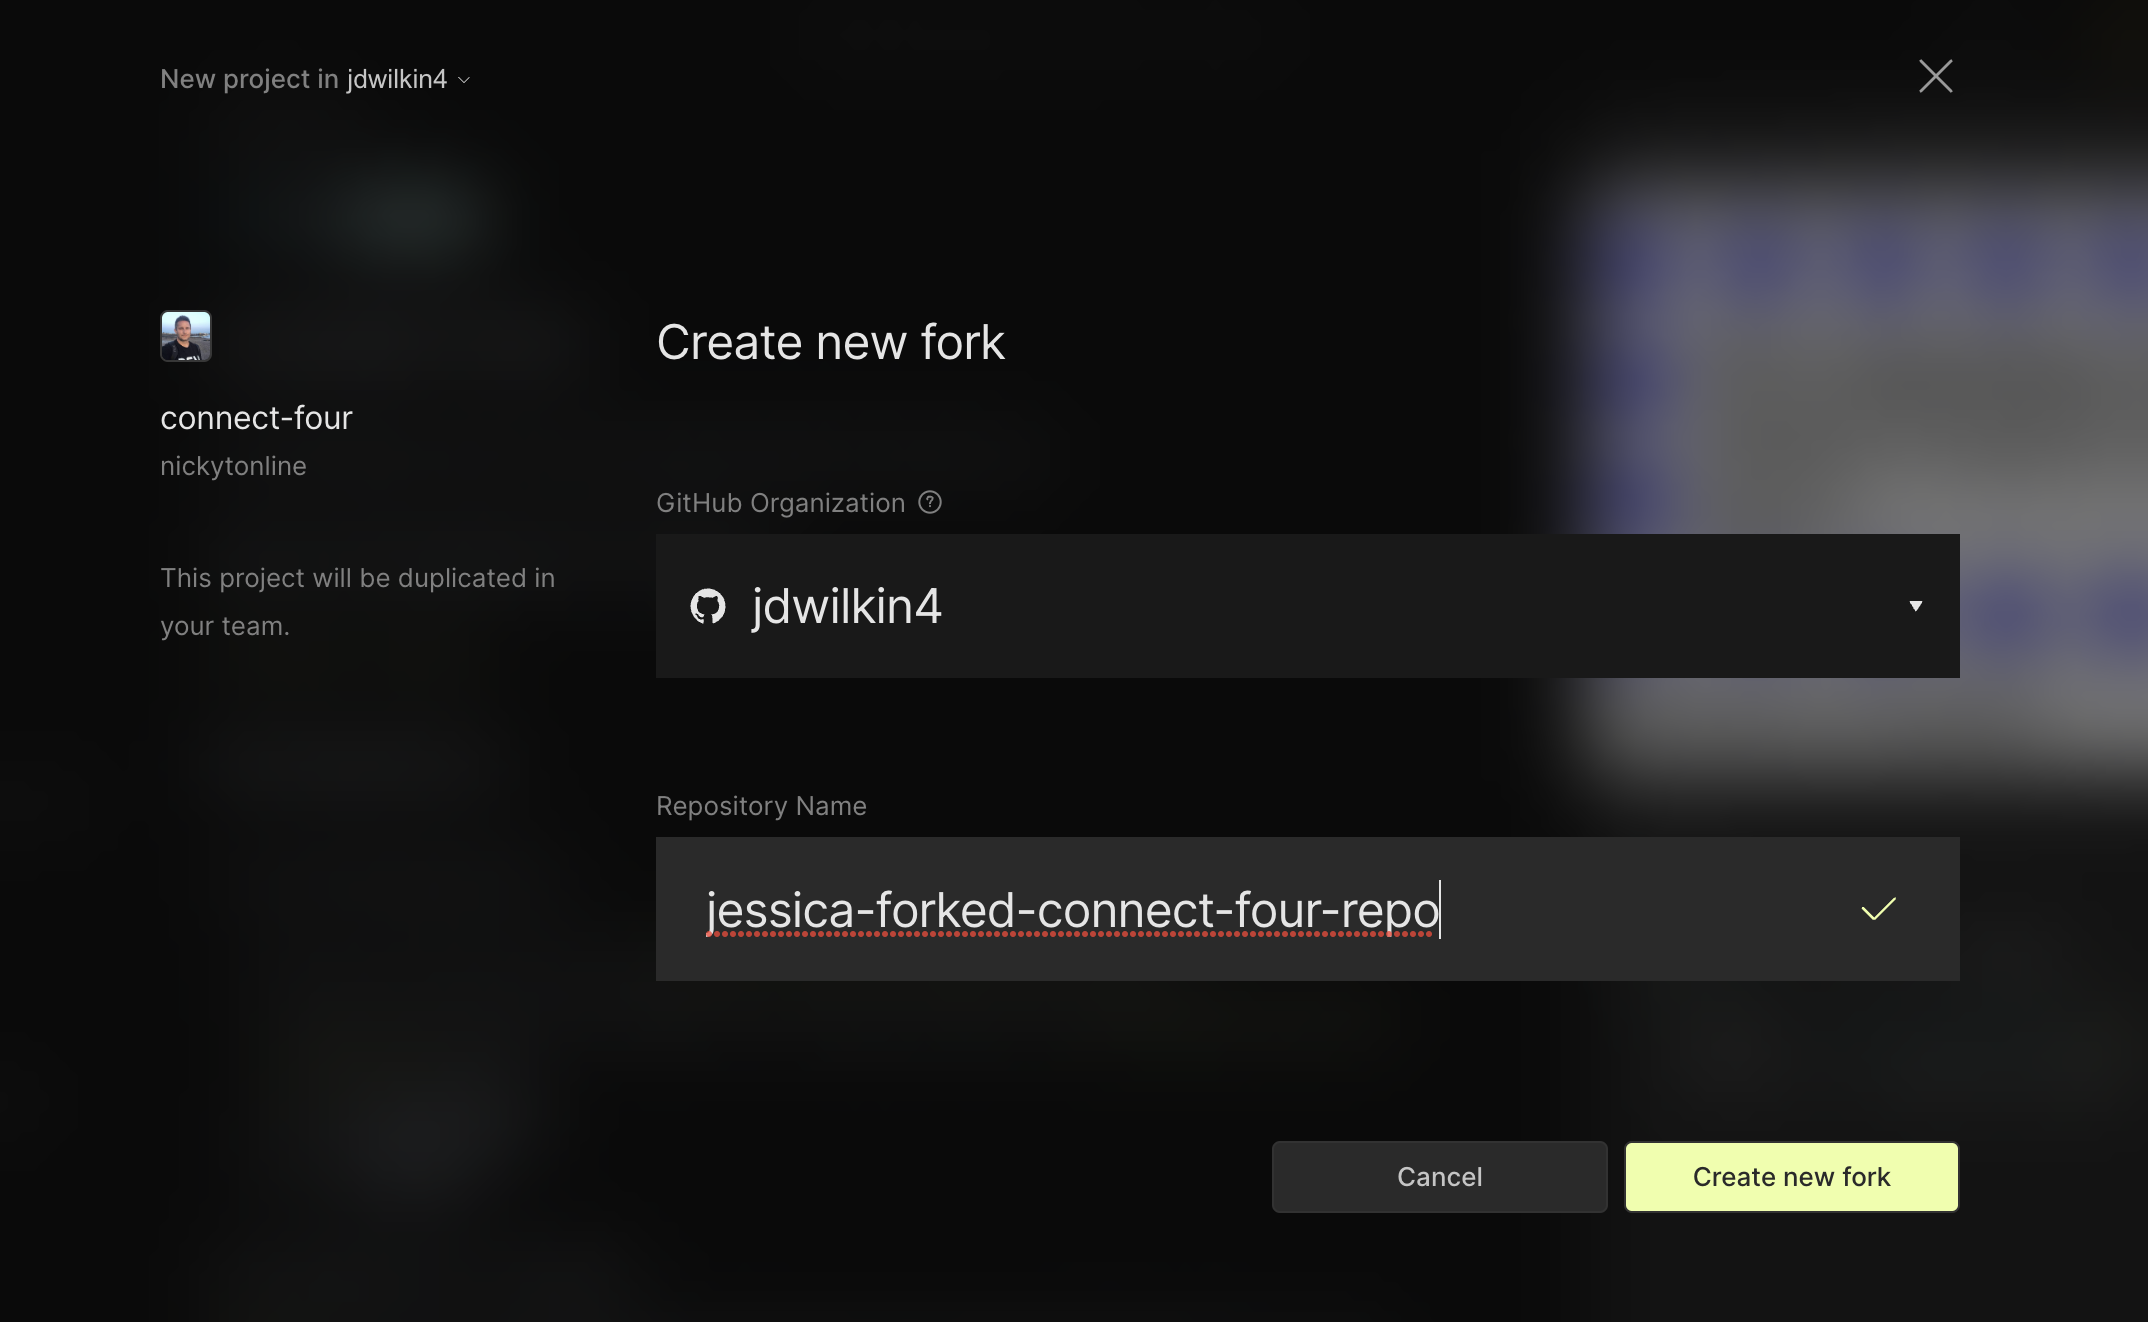 New project in jdwilkin4
connect-four
nickytonline
This project will be duplicated in
your team.
Create new fork
GitHub Organization
jdwilkin4
Repository Name
jessica-forked-connect-four-repo
Cancel
Create new fork